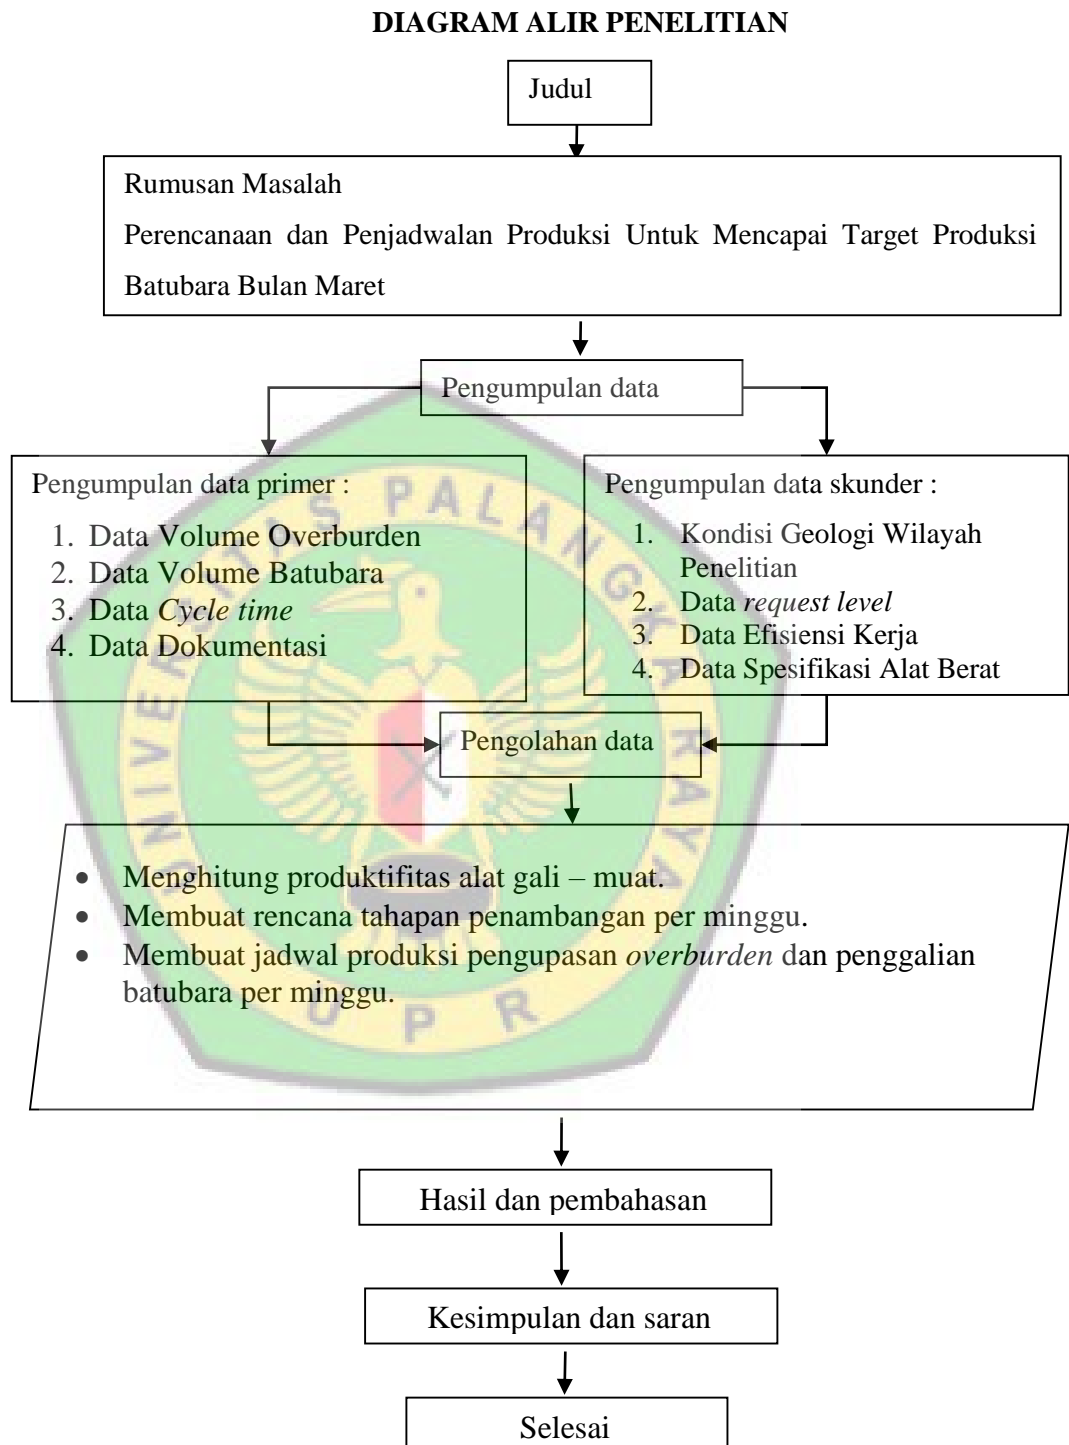 DIAGRAM ALIR PENELITIAN
Judul
Rumusan Masalah
Perencanaan dan Penjadwalan Produksi Untuk Mencapai Target Produksi
Batubara Bulan Maret
Pengumpulan data
Pengumpulan data primer :
1. Data Volume Overburden
2. Data Volume Batubara
3. Data Cycle time
4. Data Dokumentasi
Pengumpulan data skunder :
1. Kondisi Geologi Wilayah
Penelitian
2. Data request level
3. Data Efisiensi Kerja
4. Data Spesifikasi Alat Berat
Pengolahan data
• Menghitung produktifitas alat gali – muat.
• Membuat rencana tahapan penambangan per minggu.
• Membuat jadwal produksi pengupasan overburden dan penggalian
batubara per minggu.
Hasil dan pembahasan
Kesimpulan dan saran
Selesai
UNIVERSITAS PALANGKA RAYA
UPR